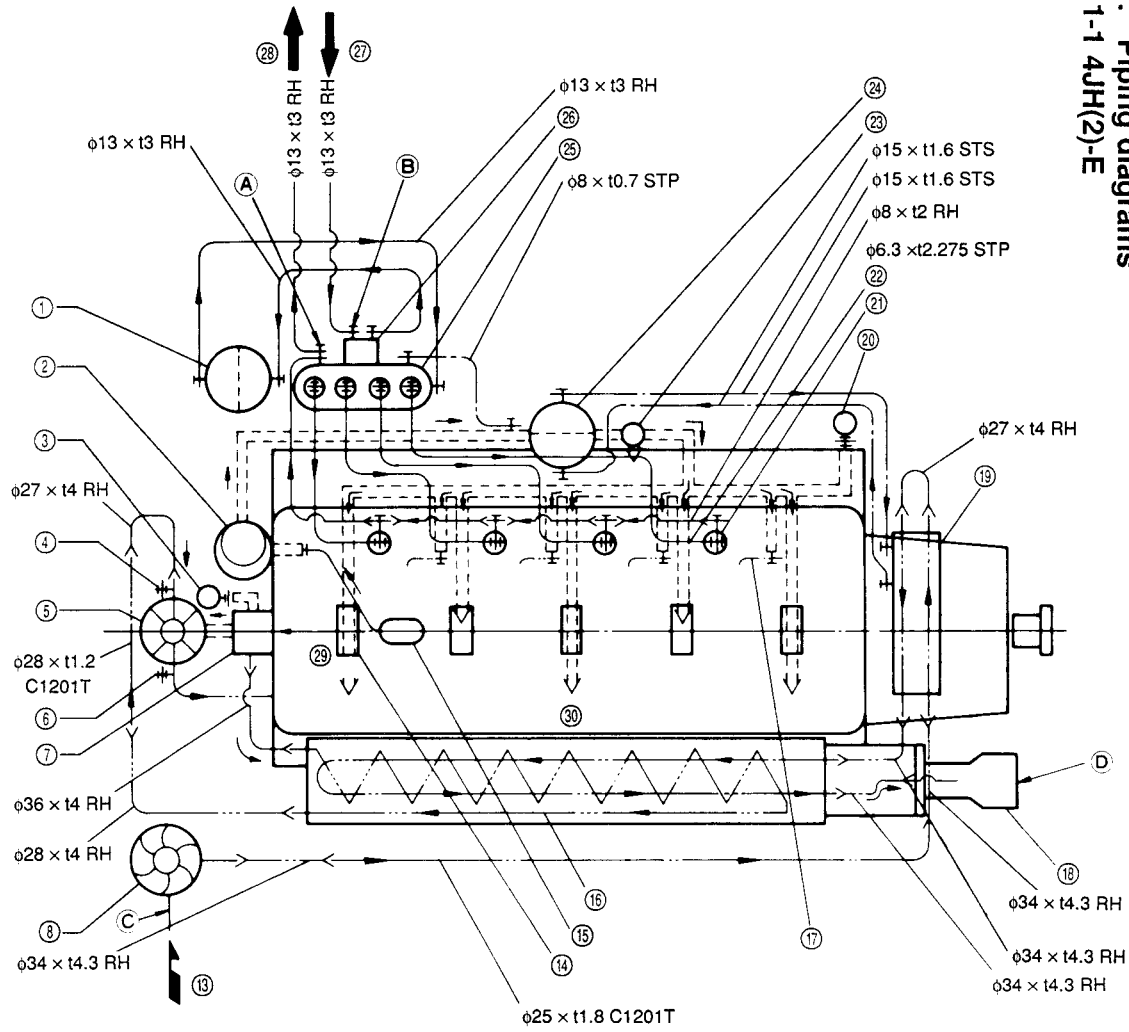 . Piping diagrams
1-1 4JH(2)-E
㉘
㉗
φ13 × t3 RH
φ13 × t3 RH
φ13 × t3 RH
φ13 × t3 RH
㉔
㉖
㉓
㉕
Ⓐ
Ⓑ
φ8 × t0.7 STP
φ15 × t1.6 STS
φ15 × t1.6 STS
φ8 × t2 RH
φ6.3 ×t2.275 STP
㉒
㉑
⑳
①
②
③
φ27 × t4 RH
φ27 × t4 RH
⑲
④
⑤
φ28 × t1.2
C1201T
⑥
⑦
㉙
㉚
φ36 × t4 RH
φ28 × t4 RH
Ⓓ
⑧
Ⓒ
φ34 × t4.3 RH
⑬
⑭
⑮
⑯
⑰
⑱
φ34 × t4.3 RH
φ34 × t4.3 RH
φ34 × t4.3 RH
φ25 × t1.8 C1201T